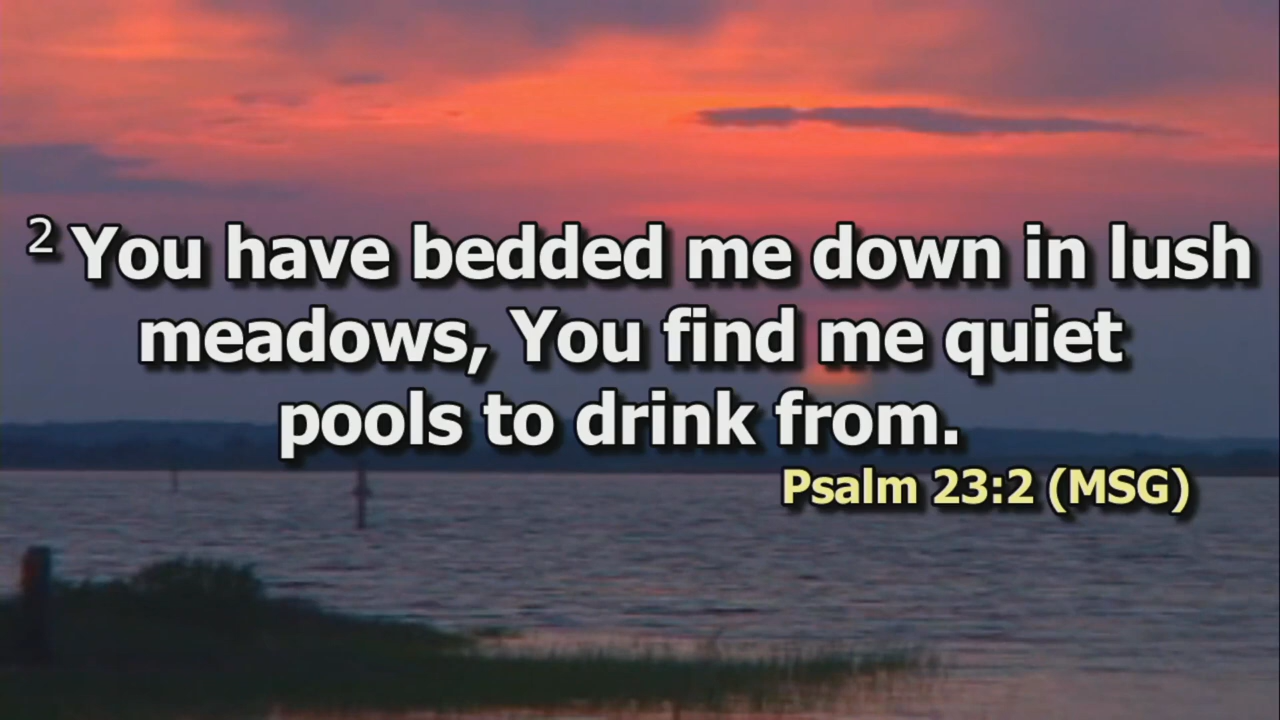 2 You have bedded me down in lush
meadows, You find me quiet
pools to drink from.
Psalm 23:2 (MSG)